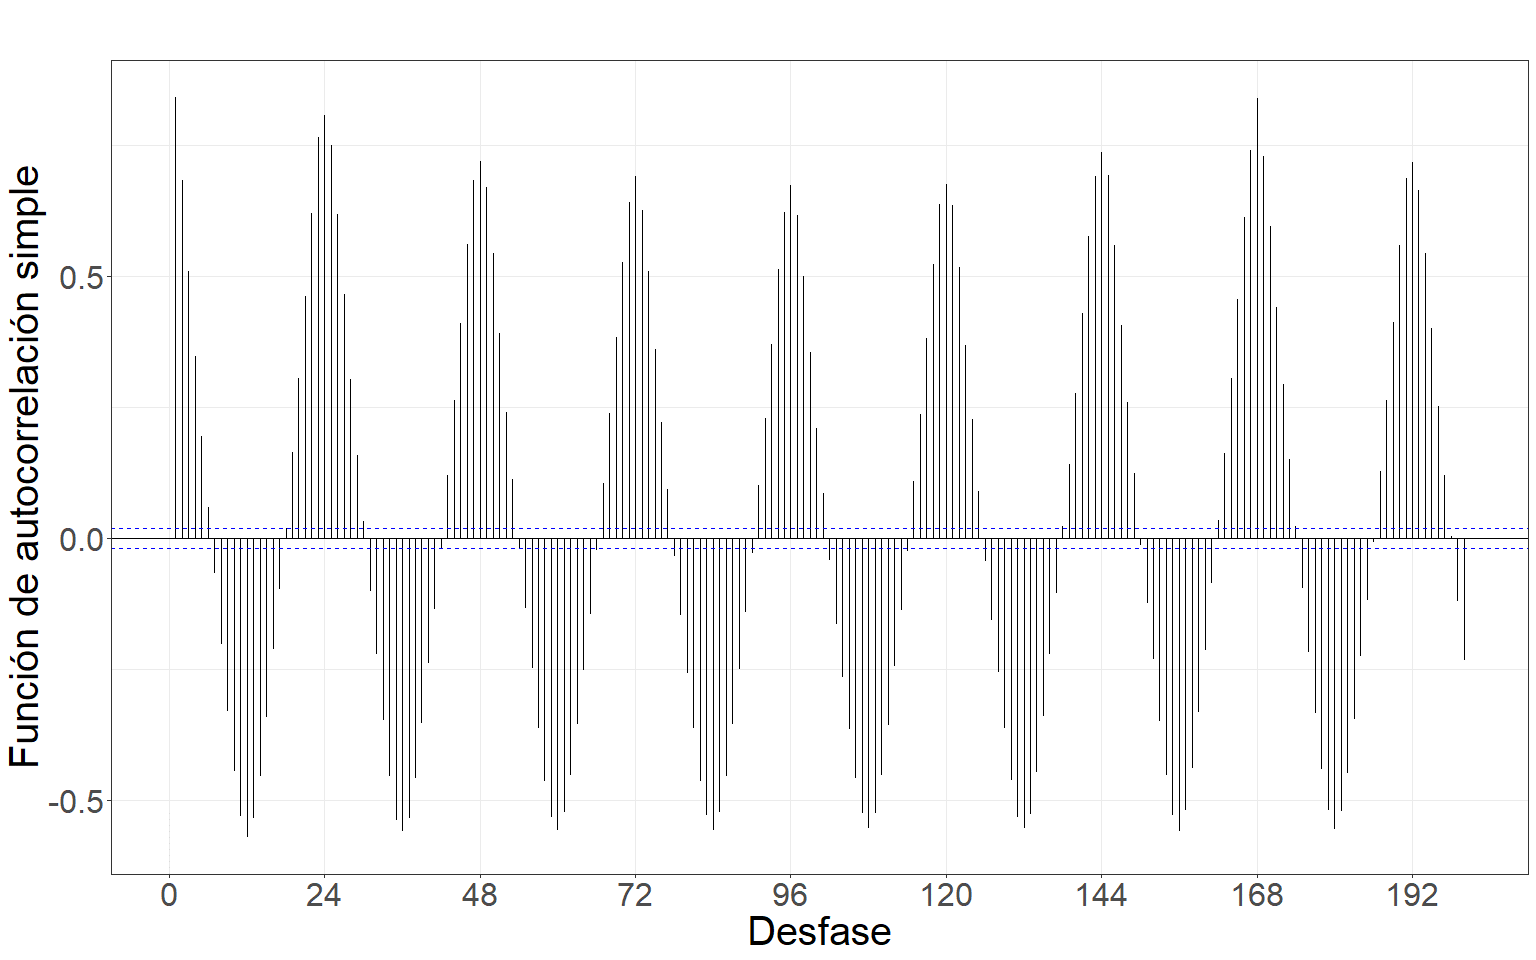 Función de autocorrelación simple
0.5
0.0
-0.5
0 24 48 72 96 120 144 168 192
Desfase